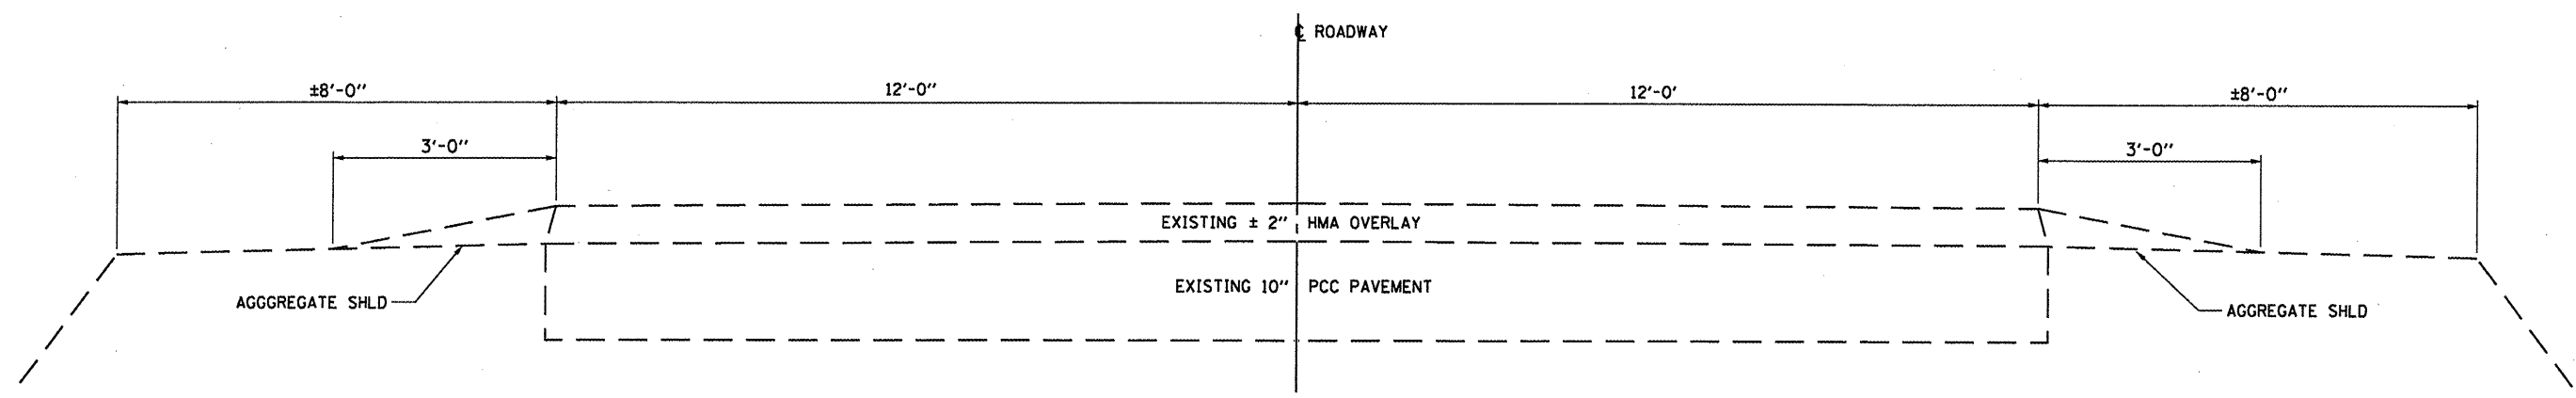 ℄ ROADWAY
±8'-0" 12'-0" 12'-0' ±8'-0"
3'-0" 3'-0"
EXISTING ± 2" HMA OVERLAY
EXISTING 10" PCC PAVEMENT
AGGGREGATE SHLD
AGGREGATE SHLD